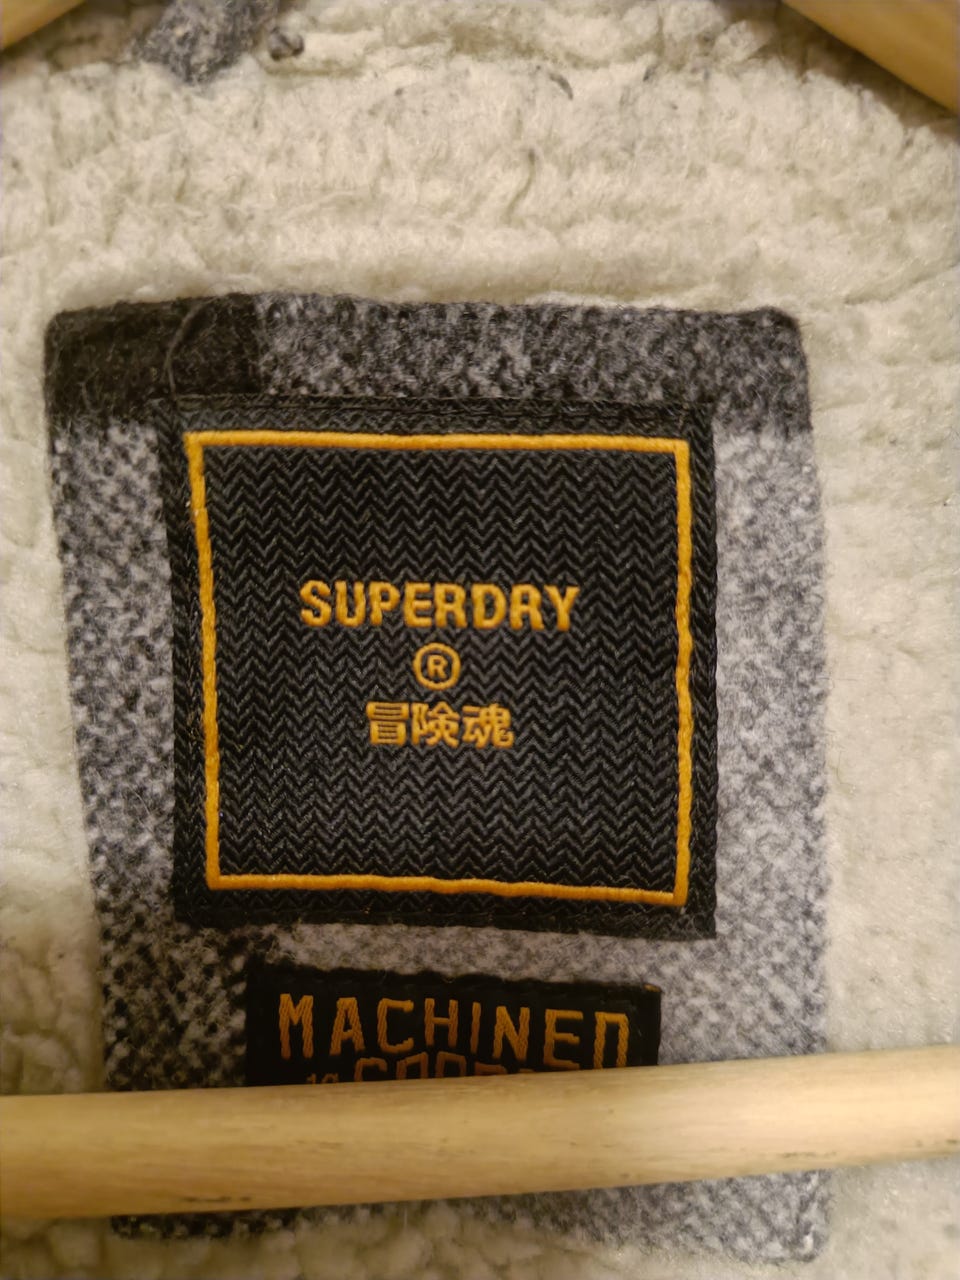 SUPERDRY
®
冒険魂
MACHINED